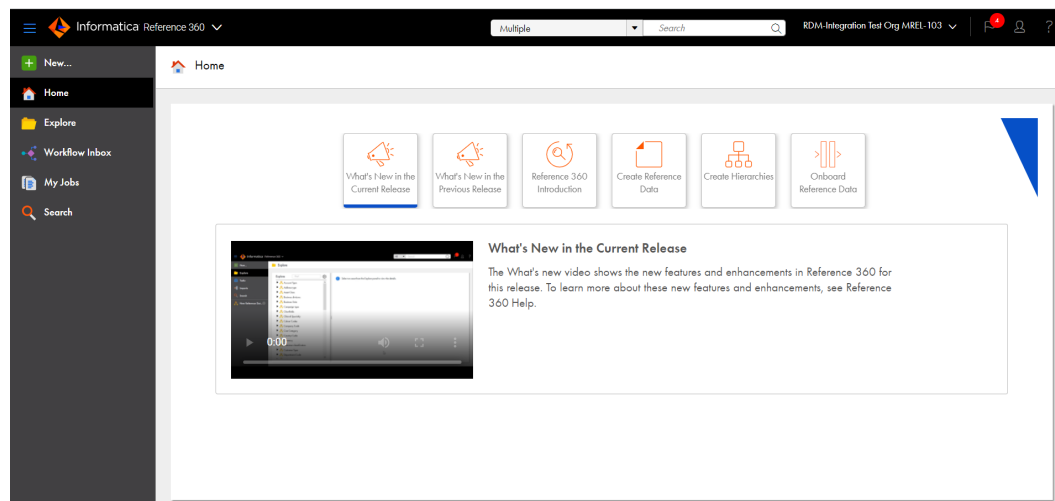 Informatica Reference 360
Multiple
Search
RDM-Integration Test Org MREL-103
4
?
New...
Home
Explore
Workflow Inbox
My Jobs
Search
Home
What's New in the
Current Release
What's New in the
Previous Release
Reference 360
Introduction
Create Reference
Data
Create Hierarchies
Onboard
Reference Data
0:00
What's New in the Current Release
The What's new video shows the new features and enhancements in Reference 360 for
this release. To learn more about these new features and enhancements, see Reference
360 Help.